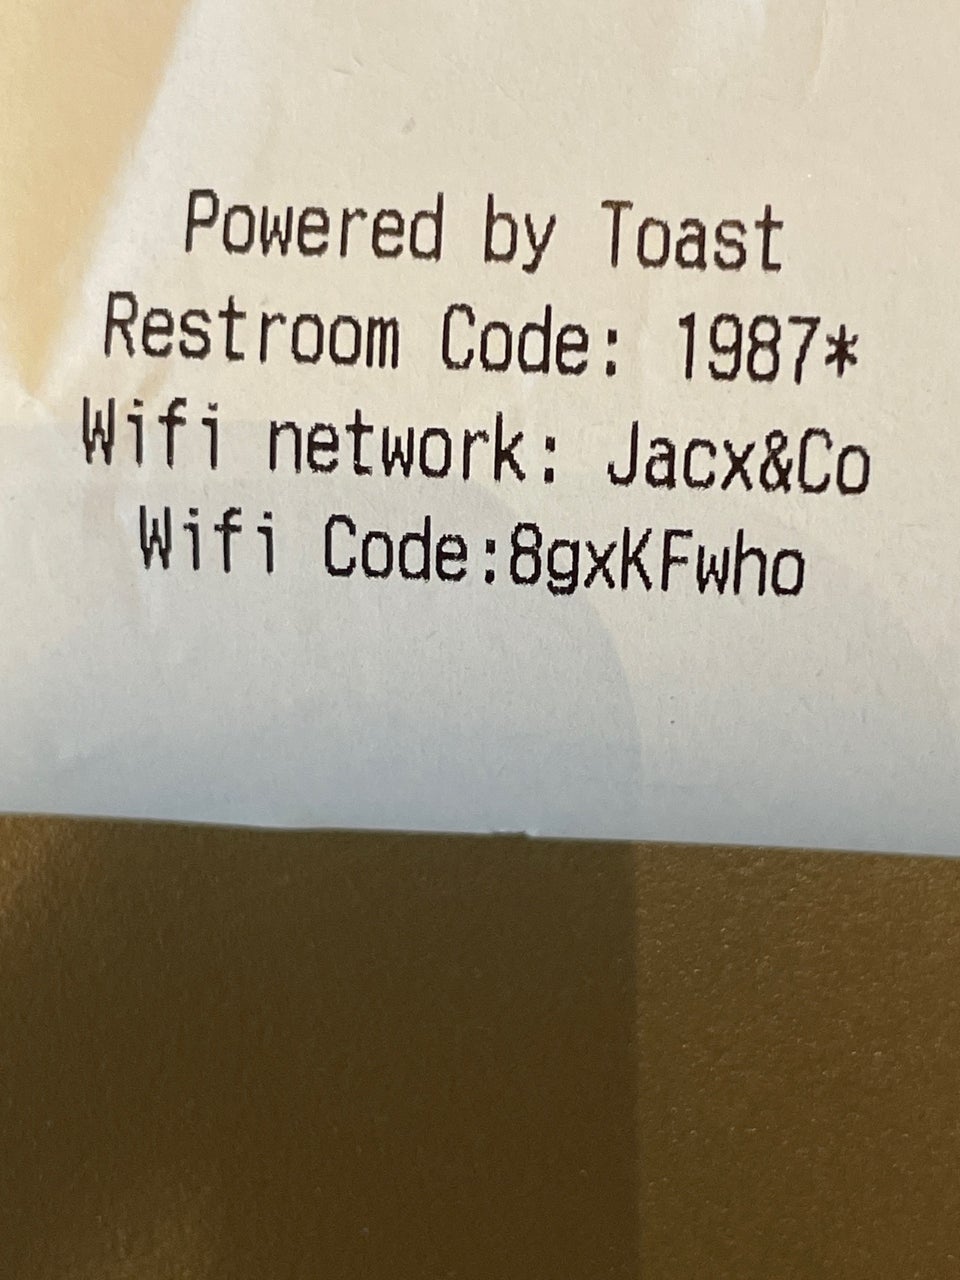 Powered by Toast
Restroom Code: 1987*
Wifi network: Jacx&Co
Wifi Code:8gxKFwho